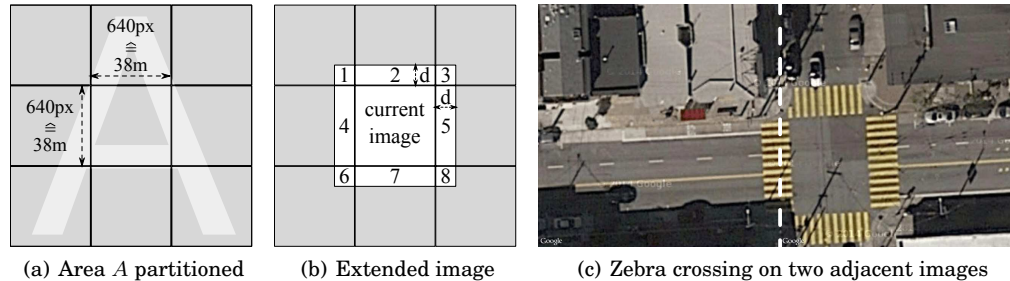 640px
≙
38m
640px
≙
38m
A
(a) Area A partitioned
1 2 d 3
d
4 current image 5
6 7 8
(b) Extended image
Google
Google
(c) Zebra crossing on two adjacent images